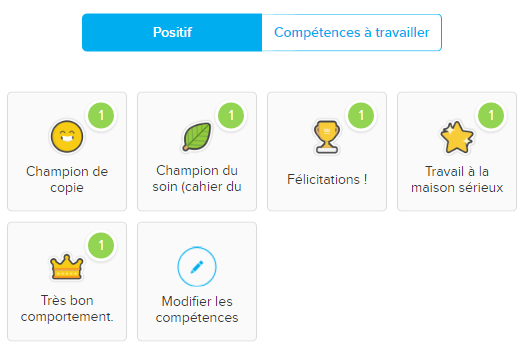 Positif
Compétences à travailler
1
1
1
1
Champion de
copie
Champion du
soin (cahier du
Félicitations !
Travail à la
maison sérieux
1
Très bon
comportement.
Modifier les
compétences